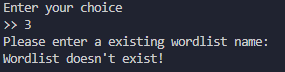 Enter your choice
>> 3
Please enter a existing wordlist name:
Wordlist doesn't exist!